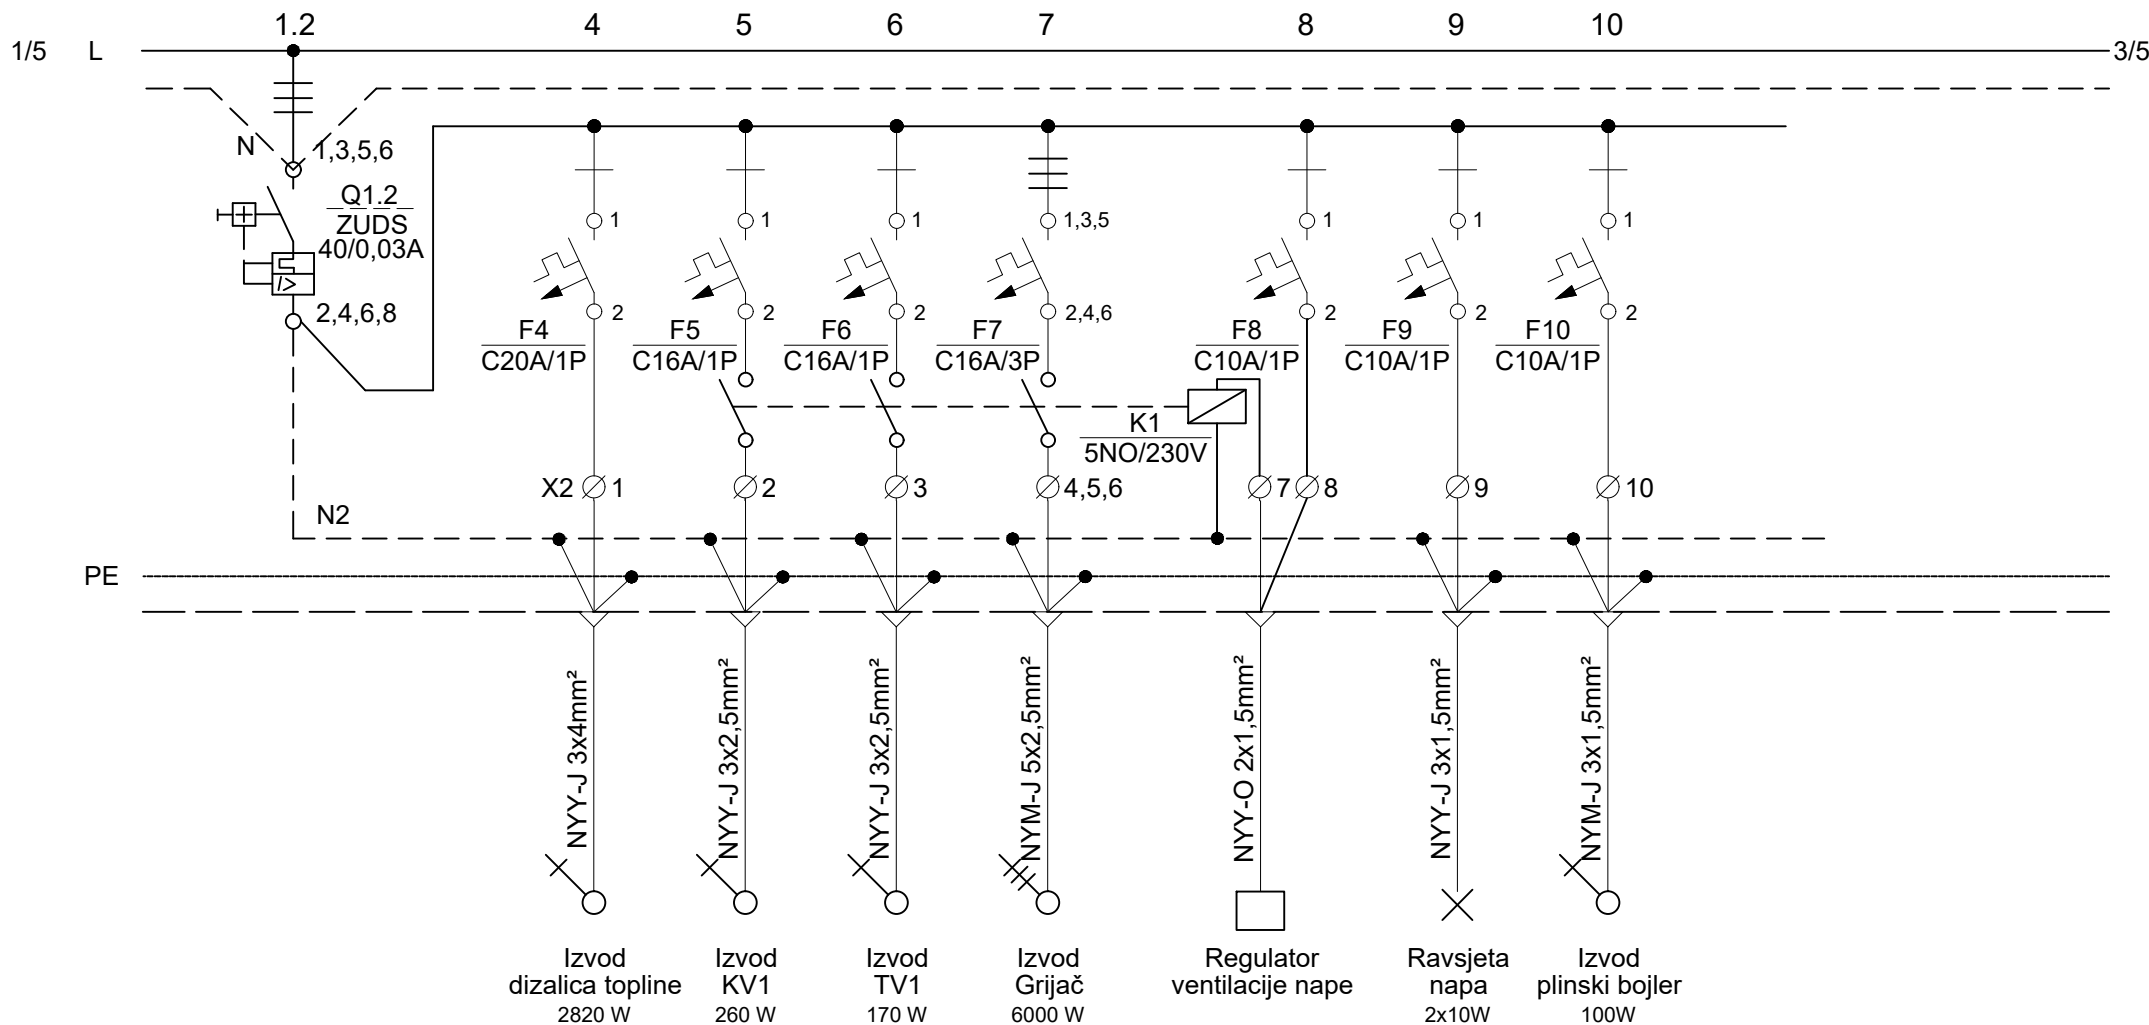 1.2 4 5 6 7 8 9 10
1/5 L 3/5
N 1,3,5,6
Q1.2
ZUDS
40/0,03A
2,4,6,8
1 1 1 1,3,5 1 1 1
2 2 2 2,4,6 2 2 2
F4 F5 F6 F7 F8 F9 F10
C20A/1P C16A/1P C16A/1P C16A/3P C10A/1P C10A/1P C10A/1P
I>
K1
5NO/230V
X2 1 2 3 4,5,6 7 8 9 10
N2
PE
NYY-J 3x4mm²
NYY-J 3x2,5mm²
NYY-J 3x2,5mm²
NYM-J 5x2,5mm²
NYY-O 2x1,5mm²
NYY-J 3x1,5mm²
NYM-J 3x1,5mm²
Izvod
dizalica topline
2820 W
Izvod
KV1
260 W
Izvod
TV1
170 W
Izvod
Grijač
6000 W
Regulator
ventilacije nape
Ravsjeta
napa
2x10W
Izvod
plinski bojler
100W